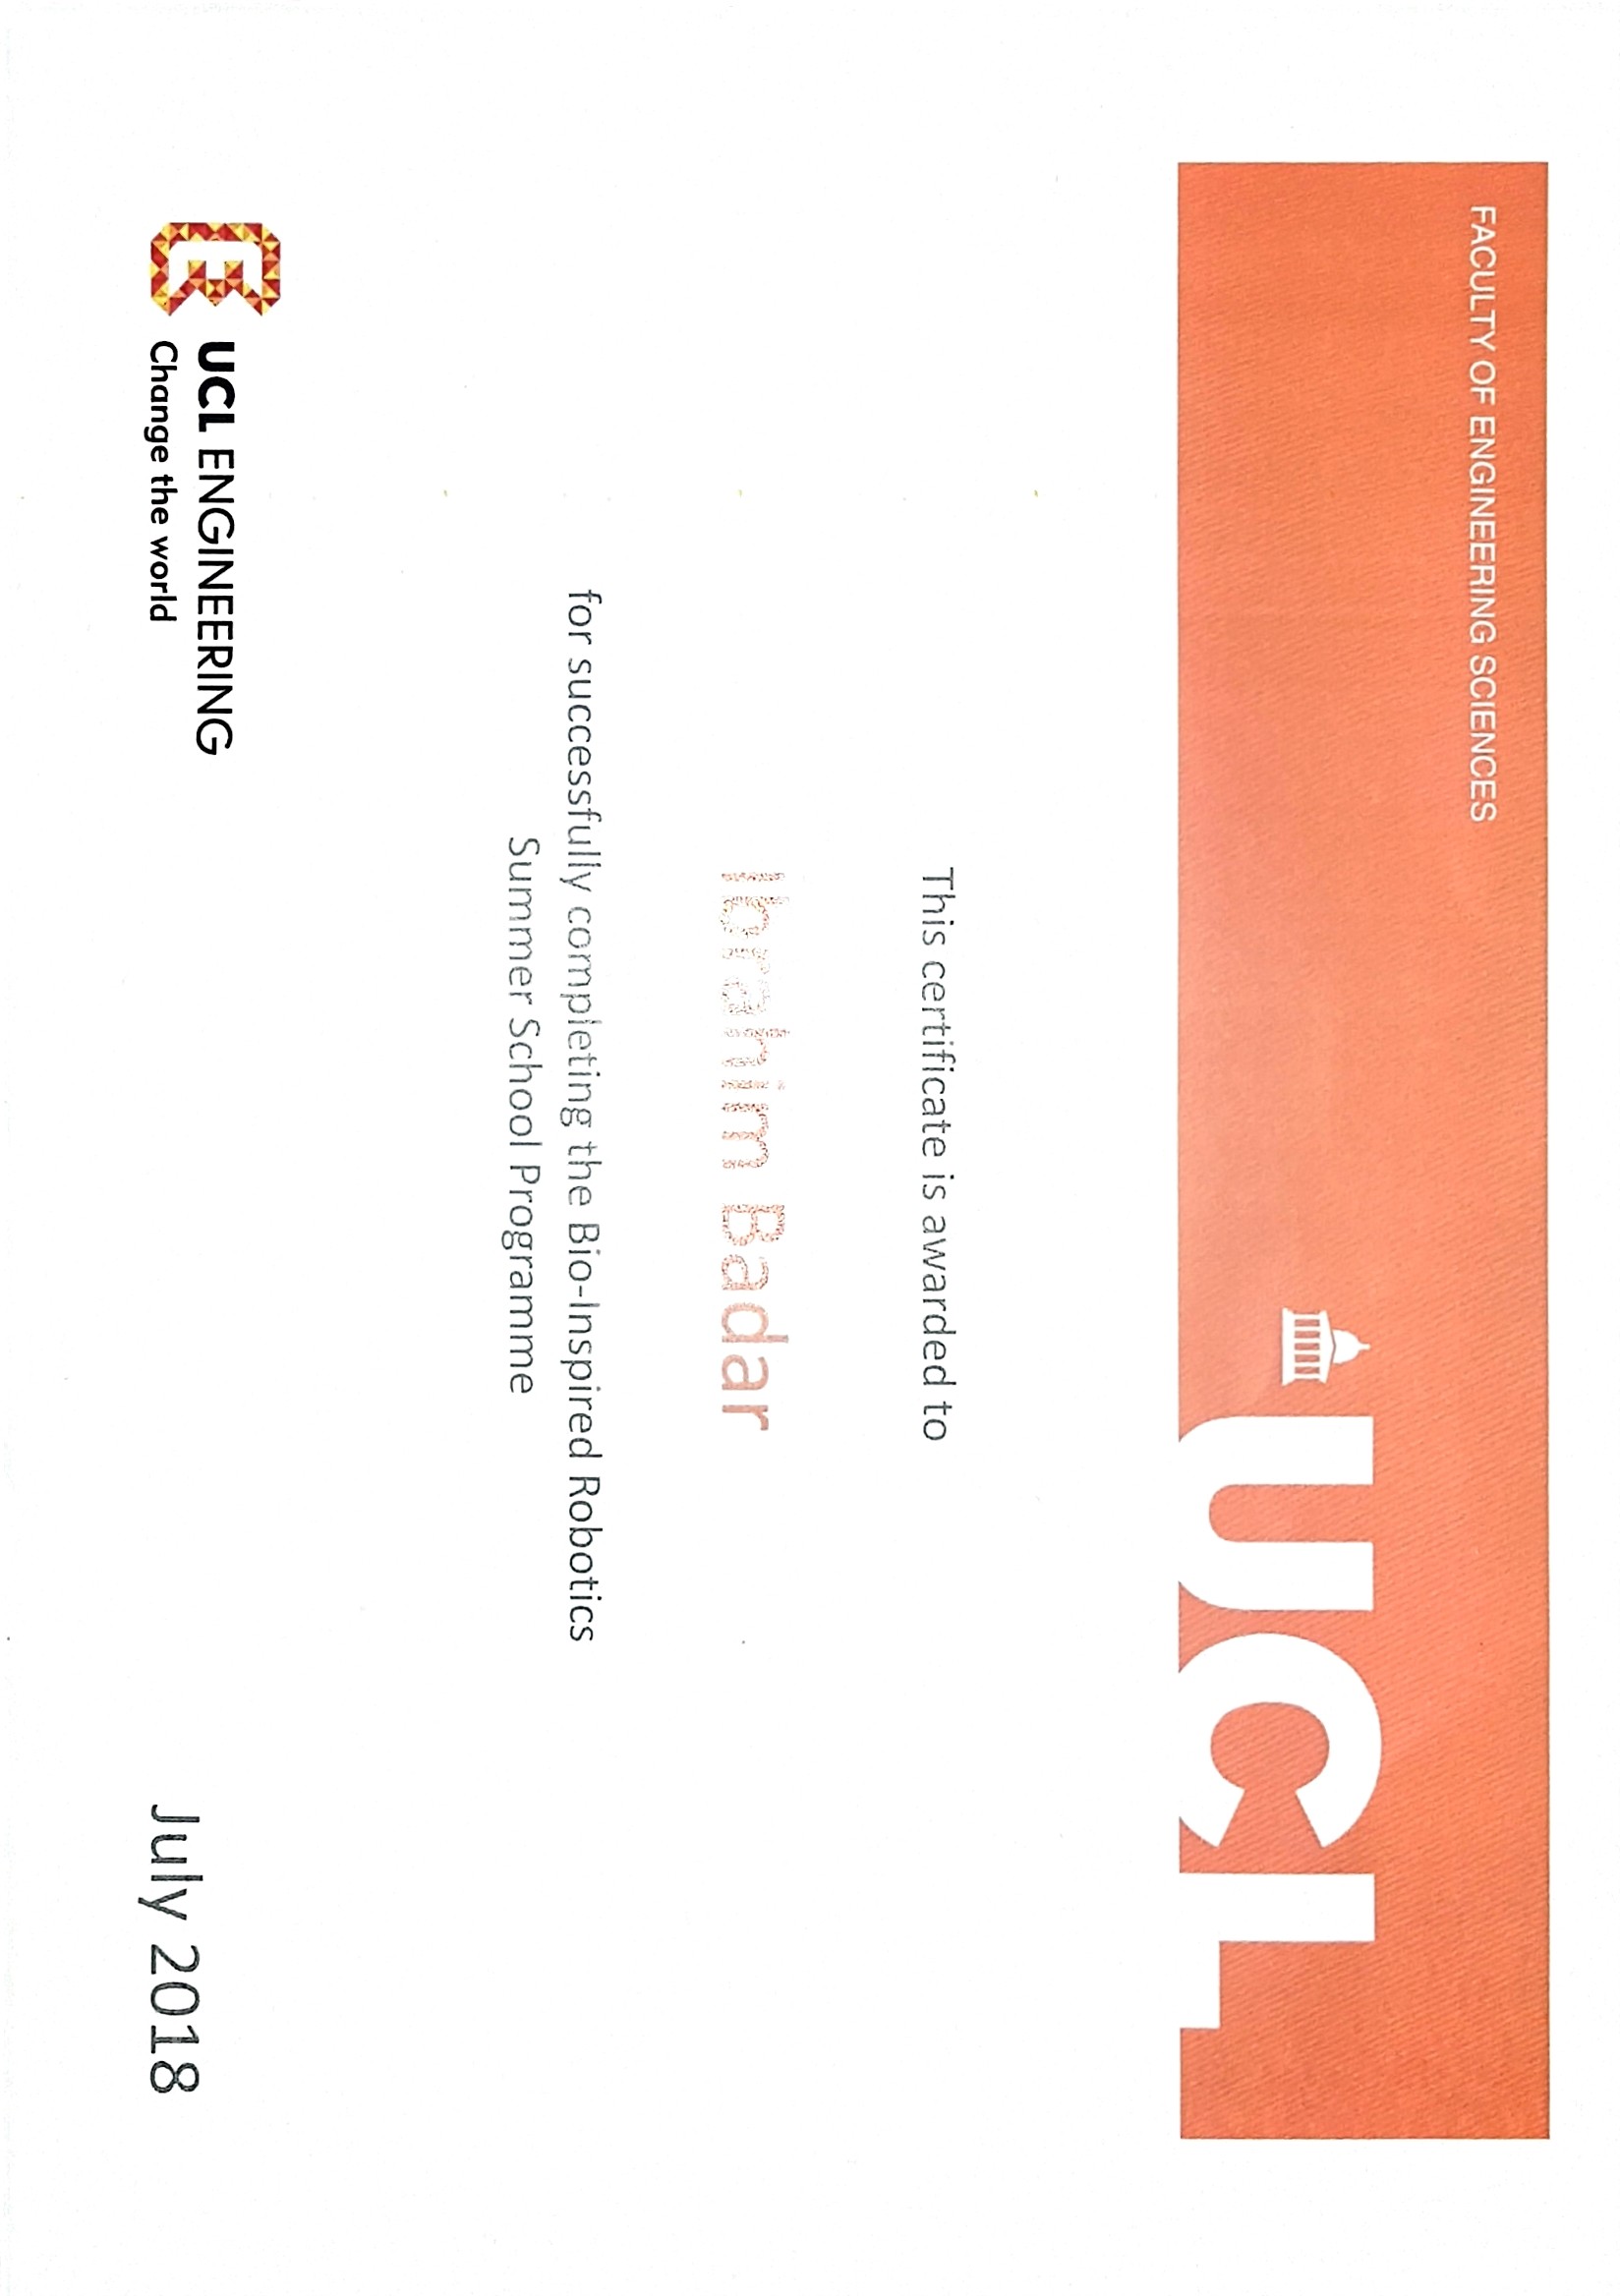 FACULTY OF ENGINEERING SCIENCES
UCL
This certificate is awarded to
Ibrahim Badar
for successfully completing the Bio-Inspired Robotics
Summer School Programme
UCL ENGINEERING
Change the world
July 2018